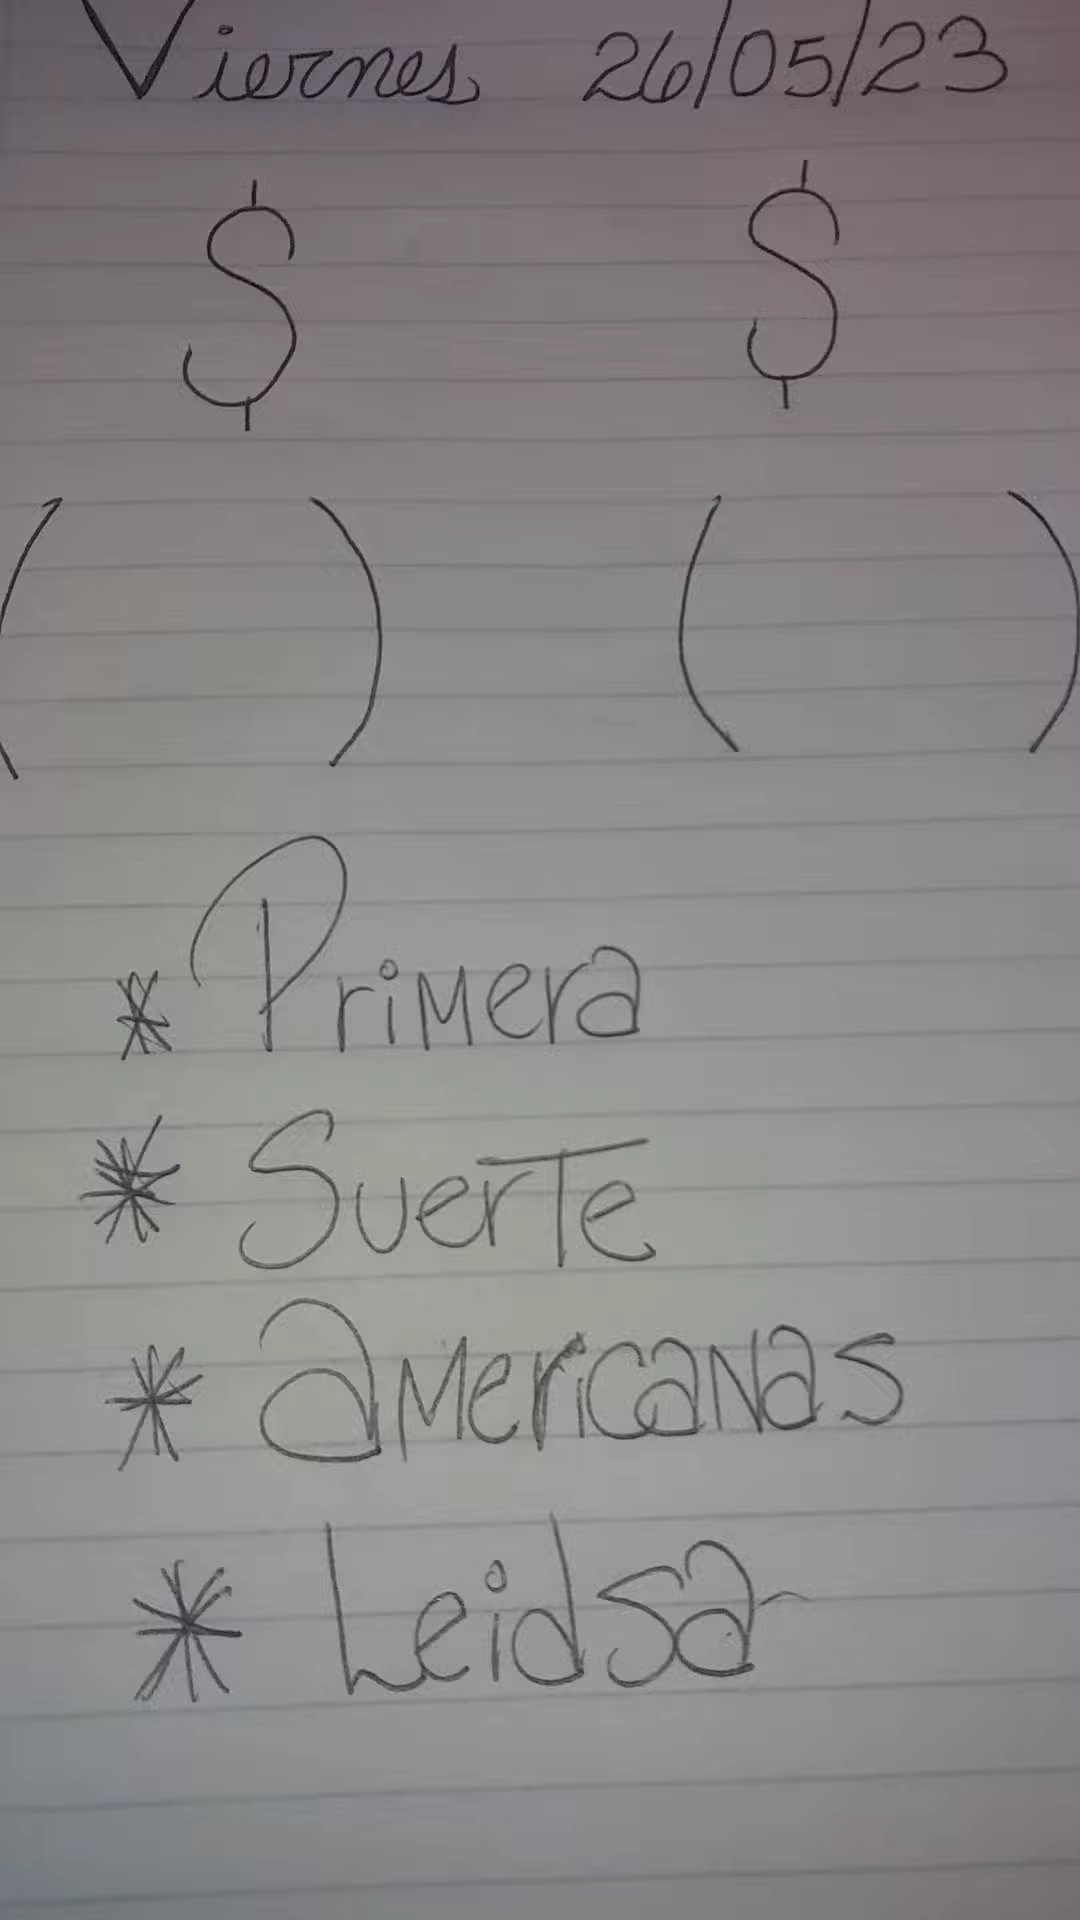 Viernes 26/05/23
$ $
( ) ( )
* Primera
* Suerte
* americanas
* Leidsa